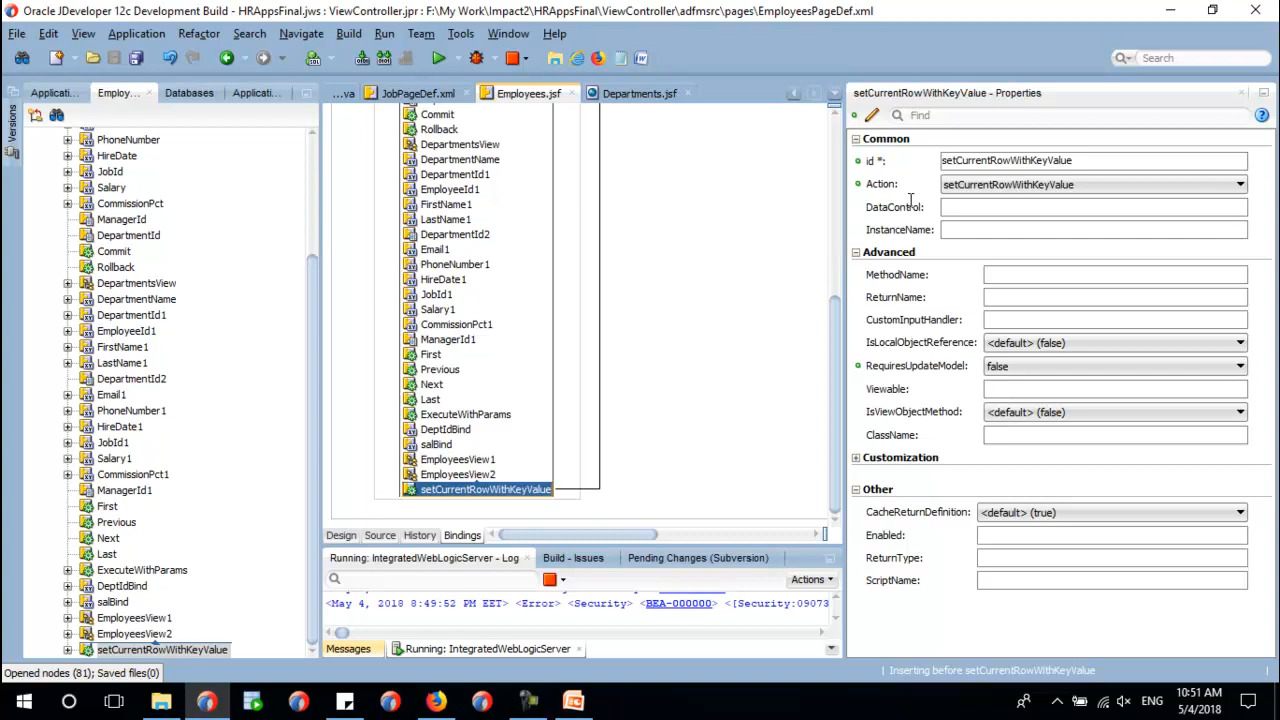 Oracle JDeveloper 12c Development Build - HRAppsFinal.jws : ViewController.jpr : F:\My Work\Impact2\HRAppsFinal\ViewController\adfmsrc\pages\EmployeesPageDef.xml
File Edit View Application Refactor Search Navigate Build Run Team Tools Window Help
Search
Applicati... Employ... Databases Applicati...
...va JobPageDef.xml Employees.jsf Departments.jsf
setCurrentRowWithKeyValue - Properties
Versions
PhoneNumber
HireDate
JobId
Salary
CommissionPct
ManagerId
DepartmentId
Commit
Rollback
DepartmentsView
DepartmentName
DepartmentId1
EmployeeId1
FirstName1
LastName1
DepartmentId2
Email1
PhoneNumber1
HireDate1
JobId1
Salary1
CommissionPct1
ManagerId1
First
Previous
Next
Last
ExecuteWithParams
DeptIdBind
salBind
EmployeesView1
EmployeesView2
setCurrentRowWithKeyValue
Commit
Rollback
DepartmentsView
DepartmentName
DepartmentId1
EmployeeId1
FirstName1
LastName1
DepartmentId2
Email1
PhoneNumber1
HireDate1
JobId1
Salary1
CommissionPct1
ManagerId1
First
Previous
Next
Last
ExecuteWithParams
DeptIdBind
salBind
EmployeesView1
EmployeesView2
setCurrentRowWithKeyValue
Design Source History Bindings
Running: IntegratedWebLogicServer - Log Build - Issues Pending Changes (Subversion)
Actions
<May 4, 2018 8:49:52 PM EET> <Error> <Security> <BEA-000000> <[Security:09073
Messages Running: IntegratedWebLogicServer
Find
Common
id *: setCurrentRowWithKeyValue
Action: setCurrentRowWithKeyValue
DataControl:
InstanceName:
Advanced
MethodName:
ReturnName:
CustomInputHandler:
IsLocalObjectReference: <default> (false)
RequiresUpdateModel: false
Viewable:
IsViewObjectMethod: <default> (false)
ClassName:
Customization
Other
CacheReturnDefinition: <default> (true)
Enabled:
ReturnType:
ScriptName:
Opened nodes (81); Saved files(0)
Inserting before setCurrentRowWithKeyValue
ENG
10:51 AM
5/4/2018